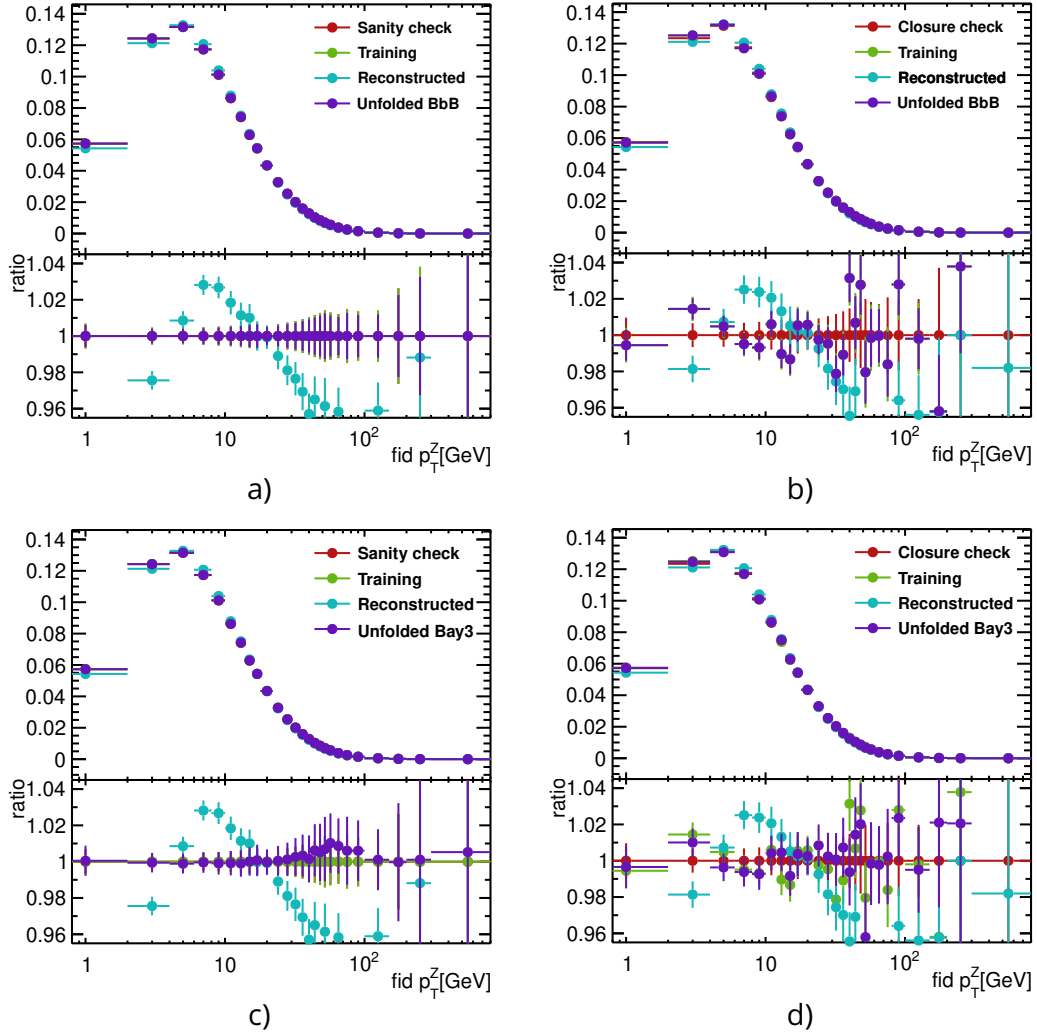 0.14
0.12
0.1
0.08
0.06
0.04
0.02
0
Sanity check
Training
Reconstructed
Unfolded BbB
ratio
1.04
1.02
1
0.98
0.96
1 10 10²
fid p_T^Z[GeV]
a)
0.14
0.12
0.1
0.08
0.06
0.04
0.02
0
Closure check
Training
Reconstructed
Unfolded BbB
ratio
1.04
1.02
1
0.98
0.96
1 10 10²
fid p_T^Z[GeV]
b)
0.14
0.12
0.1
0.08
0.06
0.04
0.02
0
Sanity check
Training
Reconstructed
Unfolded Bay3
ratio
1.04
1.02
1
0.98
0.96
1 10 10²
fid p_T^Z[GeV]
c)
0.14
0.12
0.1
0.08
0.06
0.04
0.02
0
Closure check
Training
Reconstructed
Unfolded Bay3
ratio
1.04
1.02
1
0.98
0.96
1 10 10²
fid p_T^Z[GeV]
d)